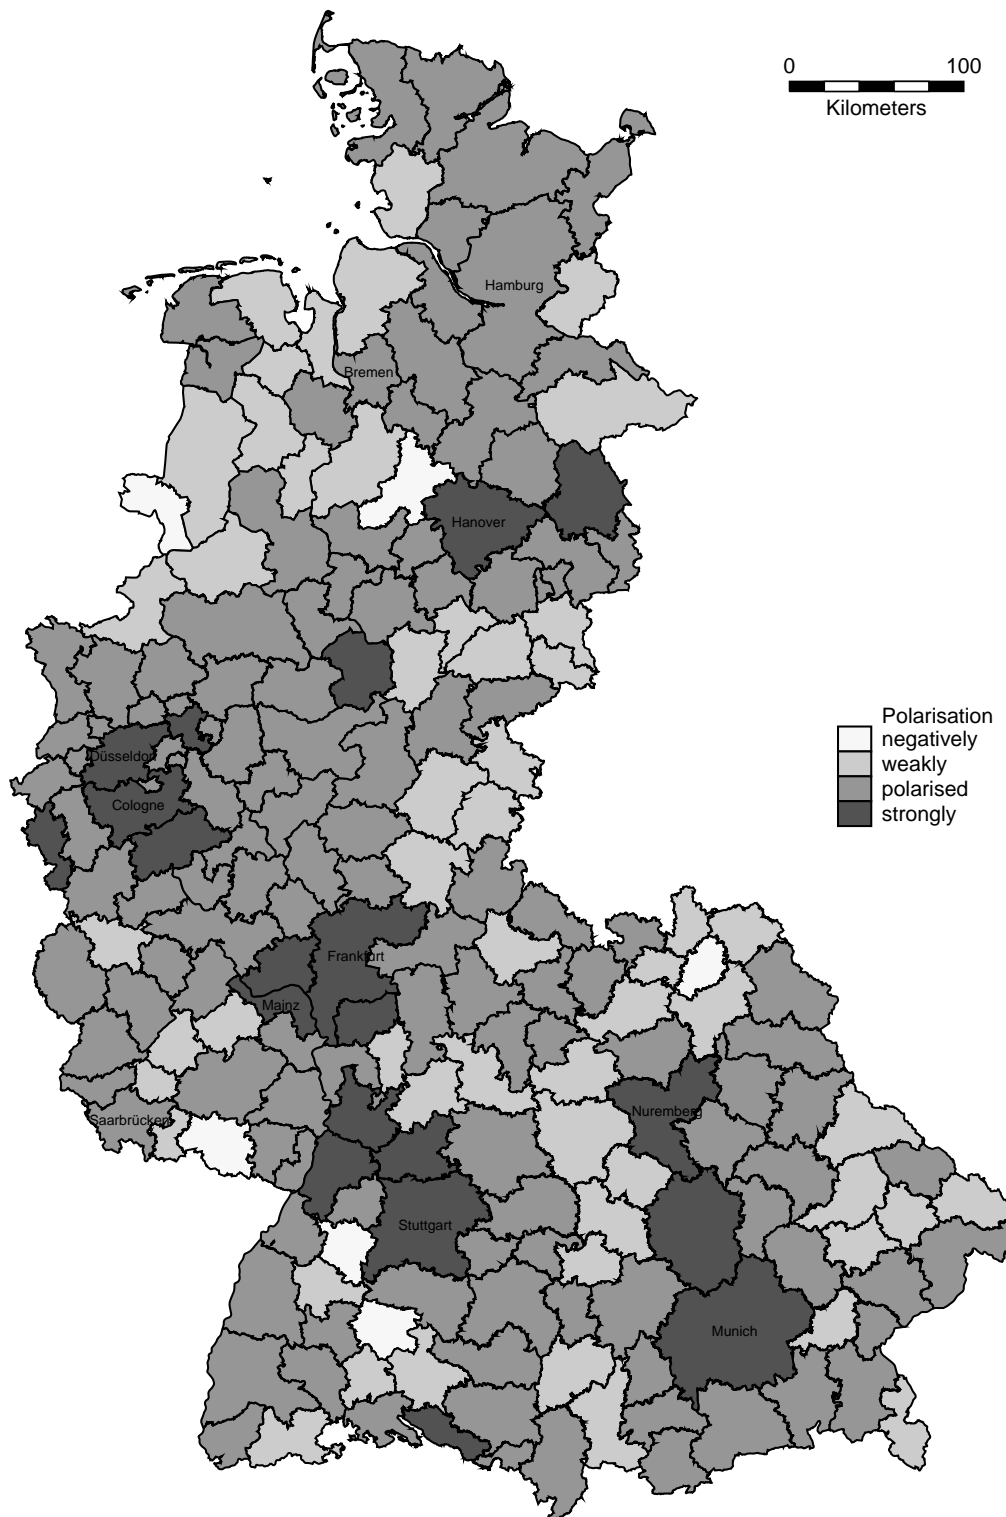 0 100
Kilometers
Hamburg
Bremen
Hanover
Polarisation
negatively
weakly
polarised
strongly
Düsseldorf
Cologne
Frankfurt
Mainz
Saarbrücken
Nuremberg
Stuttgart
Munich